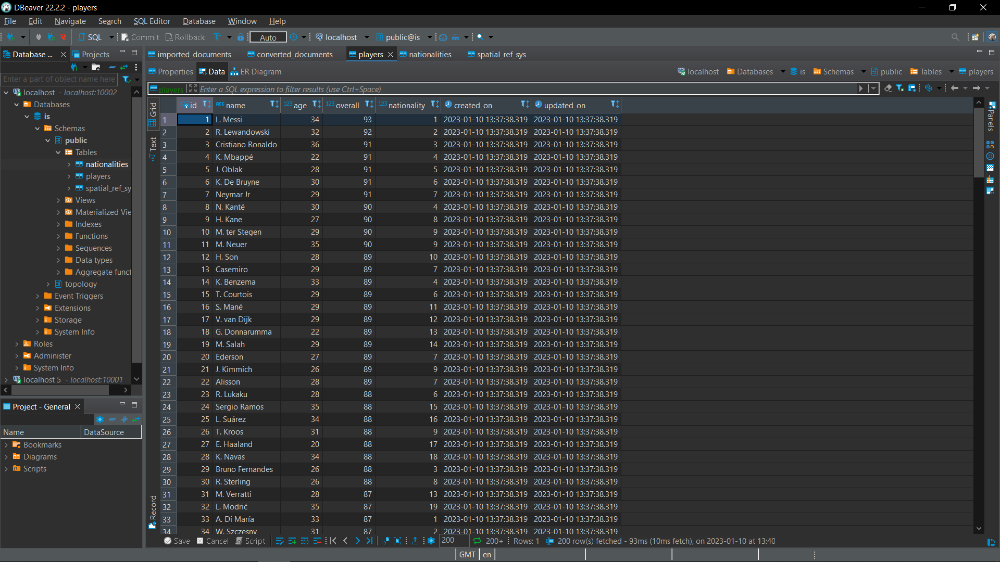 DBeaver 22.2.2 - players
File Edit Navigate Search SQL Editor Database Window Help
SQL Commit Rollback Auto localhost public@is
Database ... Projects
imported_documents converted_documents players nationalities spatial_ref_sys
Properties Data ER Diagram
localhost Databases is Schemas public Tables players
Enter a part of object name here
players Enter a SQL expression to filter results (use Ctrl+Space)
localhost - localhost:10002
Databases
is
Schemas
public
Tables
nationalities
players
spatial_ref_sy
Views
Materialized Vie
Indexes
Functions
Sequences
Data types
Aggregate funct
topology
Event Triggers
Extensions
Storage
System Info
Roles
Administer
System Info
localhost 5 - localhost:10001
Project - General
Name DataSource
Bookmarks
Diagrams
Scripts
Grid
Text
Record
Panels
id name age overall nationality created_on updated_on
1 1 L. Messi 34 93 1 2023-01-10 13:37:38.319 2023-01-10 13:37:38.319
2 2 R. Lewandowski 32 92 2 2023-01-10 13:37:38.319 2023-01-10 13:37:38.319
3 3 Cristiano Ronaldo 36 91 3 2023-01-10 13:37:38.319 2023-01-10 13:37:38.319
4 4 K. Mbappé 22 91 4 2023-01-10 13:37:38.319 2023-01-10 13:37:38.319
5 5 J. Oblak 28 91 5 2023-01-10 13:37:38.319 2023-01-10 13:37:38.319
6 6 K. De Bruyne 30 91 6 2023-01-10 13:37:38.319 2023-01-10 13:37:38.319
7 7 Neymar Jr 29 91 7 2023-01-10 13:37:38.319 2023-01-10 13:37:38.319
8 8 N. Kanté 30 90 4 2023-01-10 13:37:38.319 2023-01-10 13:37:38.319
9 9 H. Kane 27 90 8 2023-01-10 13:37:38.319 2023-01-10 13:37:38.319
10 10 M. ter Stegen 29 90 9 2023-01-10 13:37:38.319 2023-01-10 13:37:38.319
11 11 M. Neuer 35 90 9 2023-01-10 13:37:38.319 2023-01-10 13:37:38.319
12 12 H. Son 28 89 10 2023-01-10 13:37:38.319 2023-01-10 13:37:38.319
13 13 Casemiro 29 89 7 2023-01-10 13:37:38.319 2023-01-10 13:37:38.319
14 14 K. Benzema 33 89 4 2023-01-10 13:37:38.319 2023-01-10 13:37:38.319
15 15 T. Courtois 29 89 6 2023-01-10 13:37:38.319 2023-01-10 13:37:38.319
16 16 S. Mané 29 89 11 2023-01-10 13:37:38.319 2023-01-10 13:37:38.319
17 17 V. van Dijk 29 89 12 2023-01-10 13:37:38.319 2023-01-10 13:37:38.319
18 18 G. Donnarumma 22 89 13 2023-01-10 13:37:38.319 2023-01-10 13:37:38.319
19 19 M. Salah 29 89 14 2023-01-10 13:37:38.319 2023-01-10 13:37:38.319
20 20 Ederson 27 89 7 2023-01-10 13:37:38.319 2023-01-10 13:37:38.319
21 21 J. Kimmich 26 89 9 2023-01-10 13:37:38.319 2023-01-10 13:37:38.319
22 22 Alisson 28 89 7 2023-01-10 13:37:38.319 2023-01-10 13:37:38.319
23 23 R. Lukaku 28 88 6 2023-01-10 13:37:38.319 2023-01-10 13:37:38.319
24 24 Sergio Ramos 35 88 15 2023-01-10 13:37:38.319 2023-01-10 13:37:38.319
25 25 L. Suárez 34 88 16 2023-01-10 13:37:38.319 2023-01-10 13:37:38.319
26 26 T. Kroos 31 88 9 2023-01-10 13:37:38.319 2023-01-10 13:37:38.319
27 27 E. Haaland 20 88 17 2023-01-10 13:37:38.319 2023-01-10 13:37:38.319
28 28 K. Navas 34 88 18 2023-01-10 13:37:38.319 2023-01-10 13:37:38.319
29 29 Bruno Fernandes 26 88 3 2023-01-10 13:37:38.319 2023-01-10 13:37:38.319
30 30 R. Sterling 26 88 8 2023-01-10 13:37:38.319 2023-01-10 13:37:38.319
31 31 M. Verratti 28 87 13 2023-01-10 13:37:38.319 2023-01-10 13:37:38.319
32 32 L. Modrić 35 87 19 2023-01-10 13:37:38.319 2023-01-10 13:37:38.319
33 33 A. Di María 33 87 1 2023-01-10 13:37:38.319 2023-01-10 13:37:38.319
34 34 W. Szczesny 31 87 2 2023-01-10 13:37:38.319 2023-01-10 13:37:38.319
Save Cancel Script 200 200+ Rows: 1 200 row(s) fetched - 93ms (10ms fetch), on 2023-01-10 at 13:40
GMT en